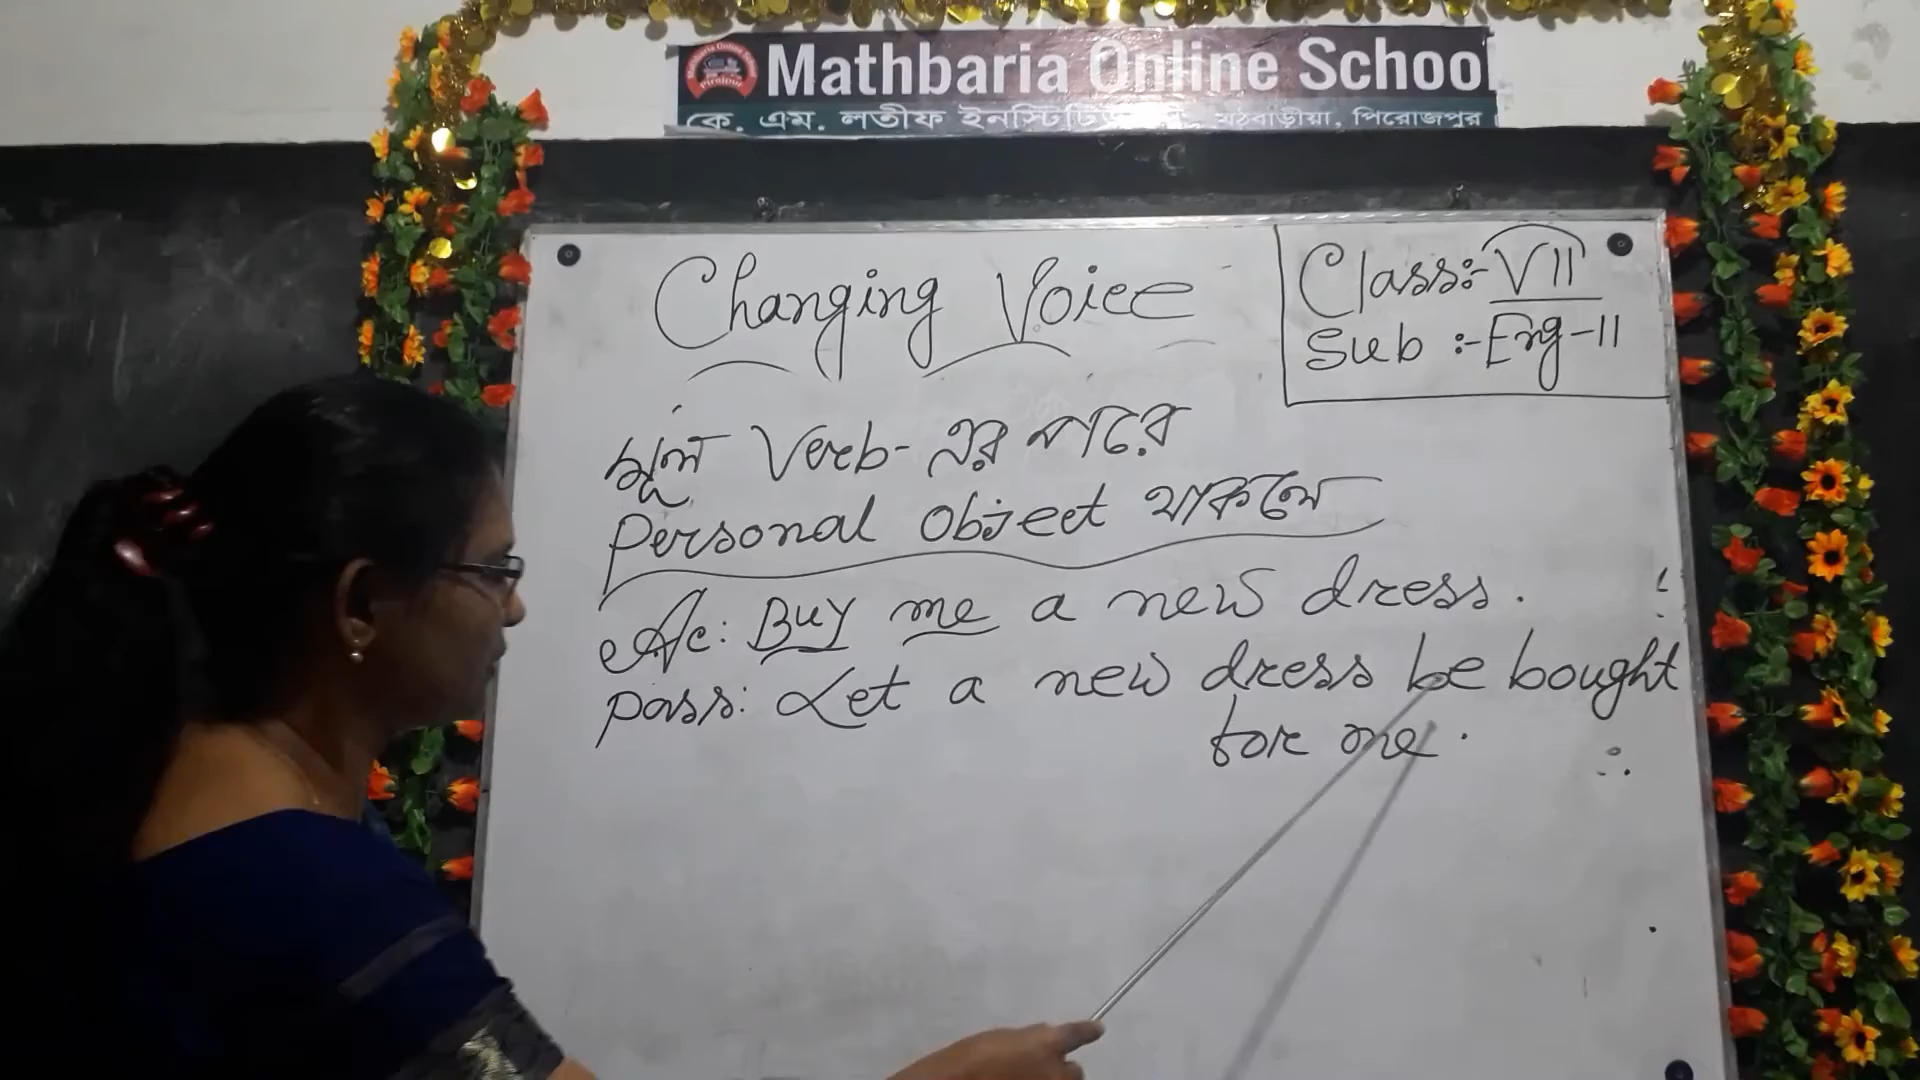 Mathbaria Online School
কে. এম. লতীফ ইনস্টিটিউশন, মঠবাড়ীয়া, পিরোজপুর
Changing Voice
Class:- VII
Sub :- Eng-II
মূল Verb-এর পরে
Personal object থাকলে
Ac: Buy me a new dress.
Pass: Let a new dress be bought
for me.